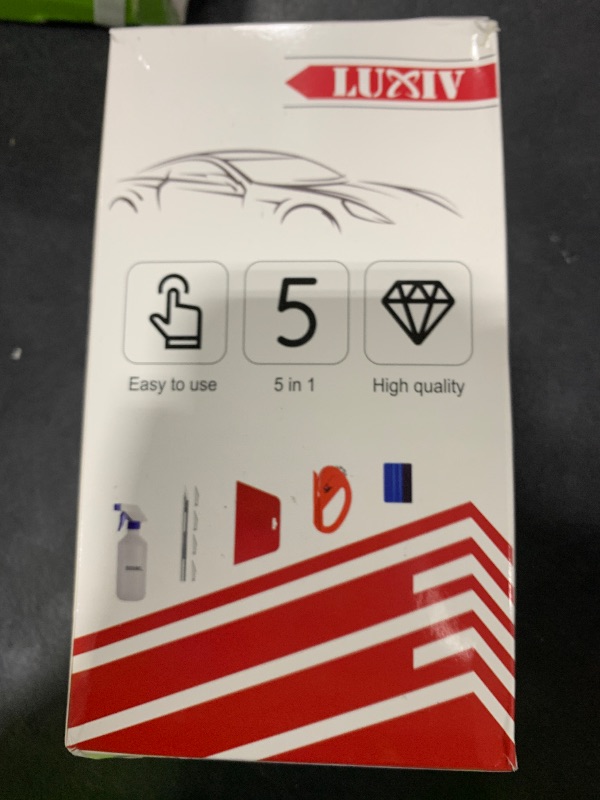 LUXIV
5
Easy to use
5 in 1
High quality